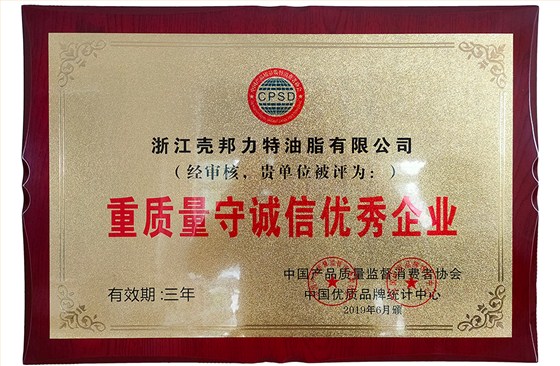 CPSD
浙江壳邦力特油脂有限公司
（经审核，贵单位被评为：）
重质量守诚信优秀企业
中国产品质量监督消费者协会
有效期:三年
中国优质品牌统计中心
2019年6月颁